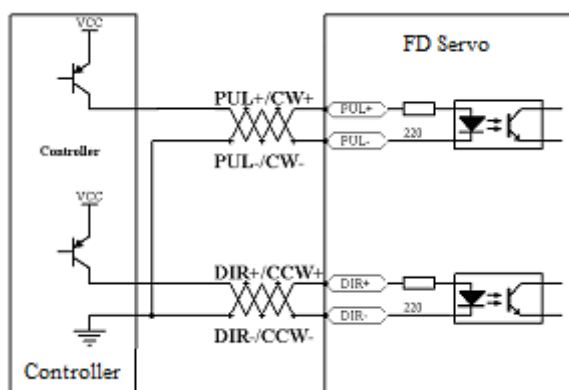 VCC
FD Servo
PUL+/CW+
PUL+
Controller
220
PUL-
PUL-/CW-
VCC
DIR+/CCW+
DIR+
220
DIR-
DIR-/CCW-
Controller